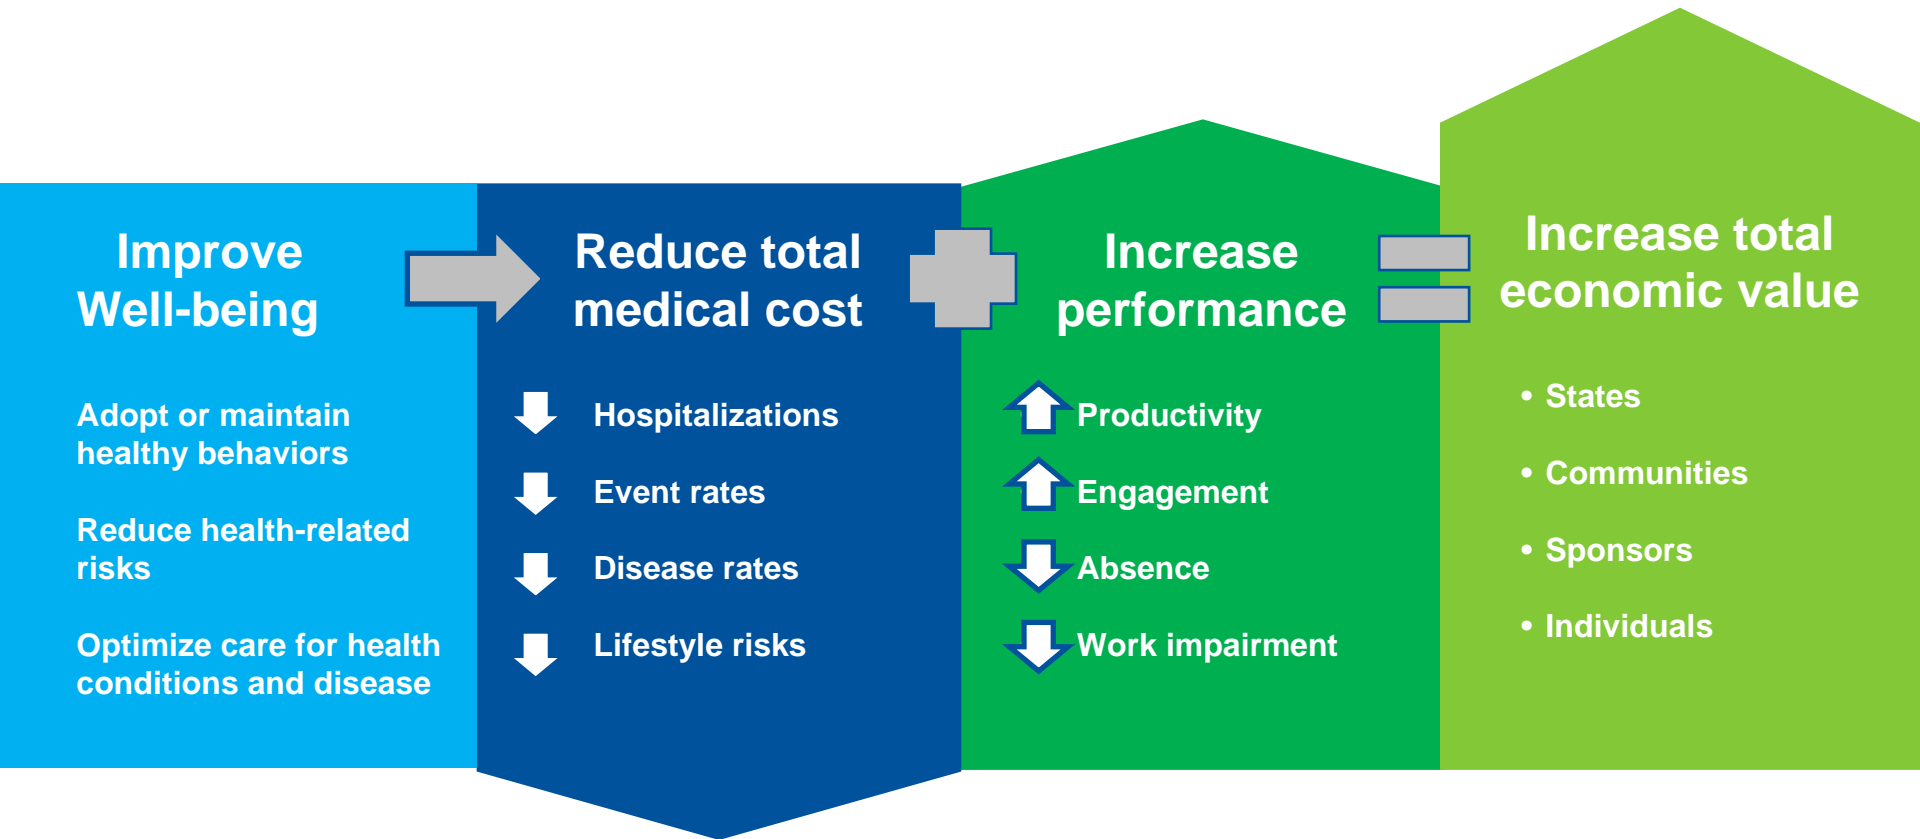 Improve
Well-being
Adopt or maintain
healthy behaviors
Reduce health-related
risks
Optimize care for health
conditions and disease
Reduce total
medical cost
Hospitalizations
Event rates
Disease rates
Lifestyle risks
Increase
performance
Productivity
Engagement
Absence
Work impairment
Increase total
economic value
• States
• Communities
• Sponsors
• Individuals